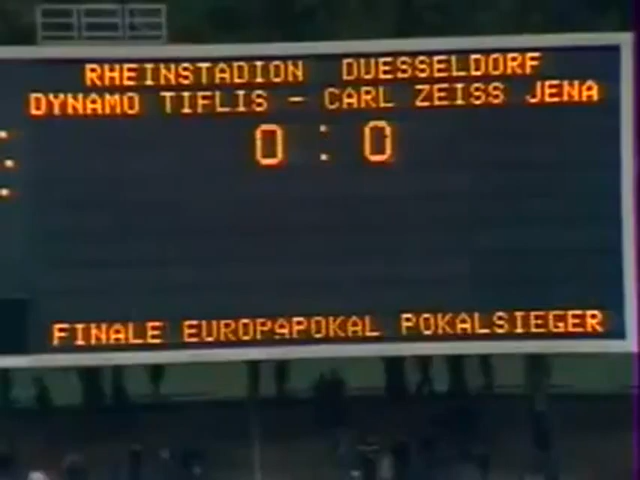 RHEINSTADION DUESSELDORF
DYNAMO TIFLIS - CARL ZEISS JENA
0 : 0
FINALE EUROPAPOKAL POKALSIEGER